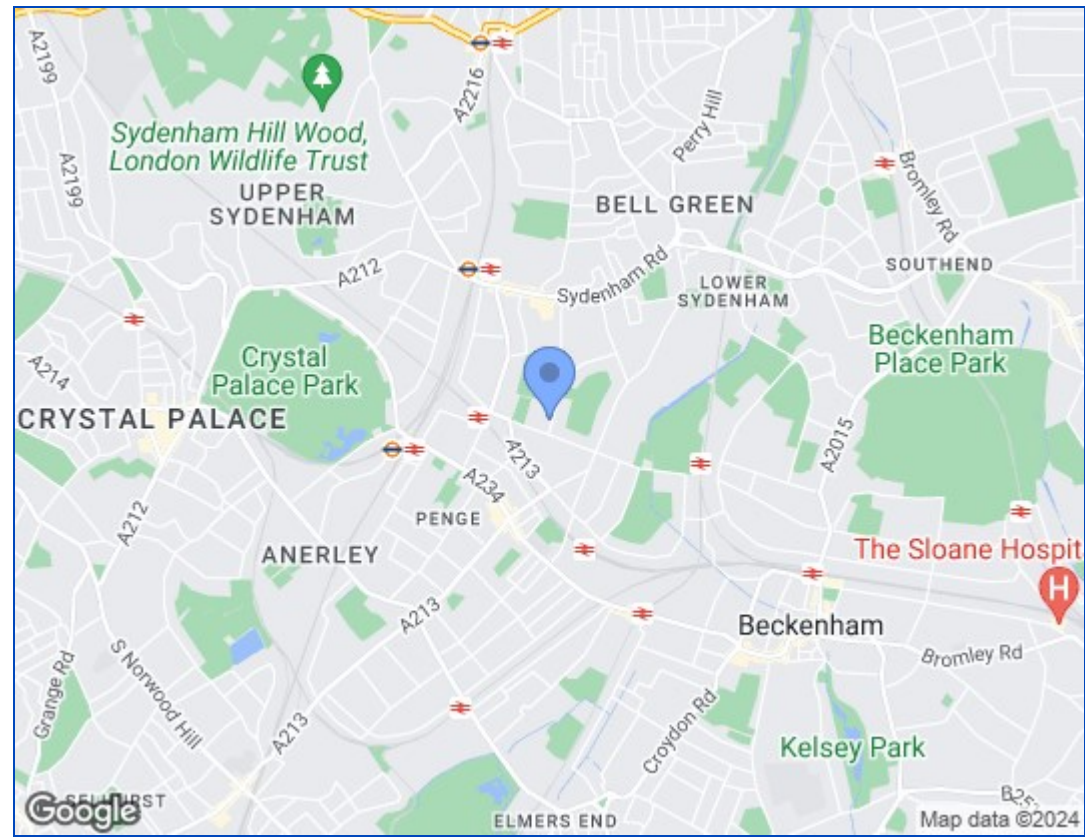 A2199
A2216
Perry Hill
Sydenham Hill Wood,
London Wildlife Trust
A2199
Bromley Rd
UPPER
SYDENHAM
BELL GREEN
A212
Sydenham Rd
SOUTHEND
LOWER
SYDENHAM
Crystal
Palace Park
Beckenham
Place Park
A214
CRYSTAL PALACE
A213
A2015
A234
A212
PENGE
ANERLEY
The Sloane Hospit
H
A213
Beckenham
Bromley Rd
Grange Rd
S Norwood Hill
A213
Croydon Rd
Kelsey Park
Google
ELMERS END
Map data ©2024